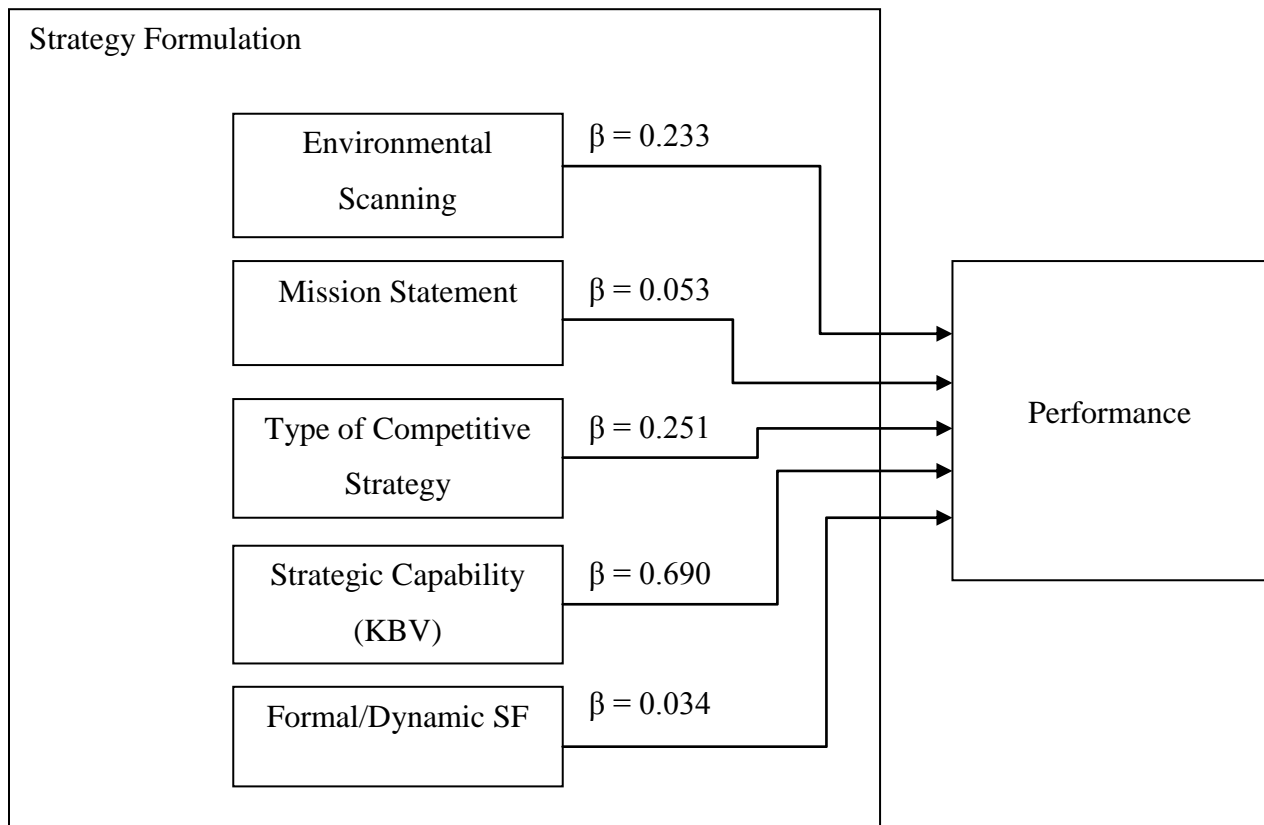 Strategy Formulation
Environmental
Scanning
β = 0.233
Mission Statement
β = 0.053
Type of Competitive
Strategy
β = 0.251
Strategic Capability
(KBV)
β = 0.690
Formal/Dynamic SF
β = 0.034
Performance